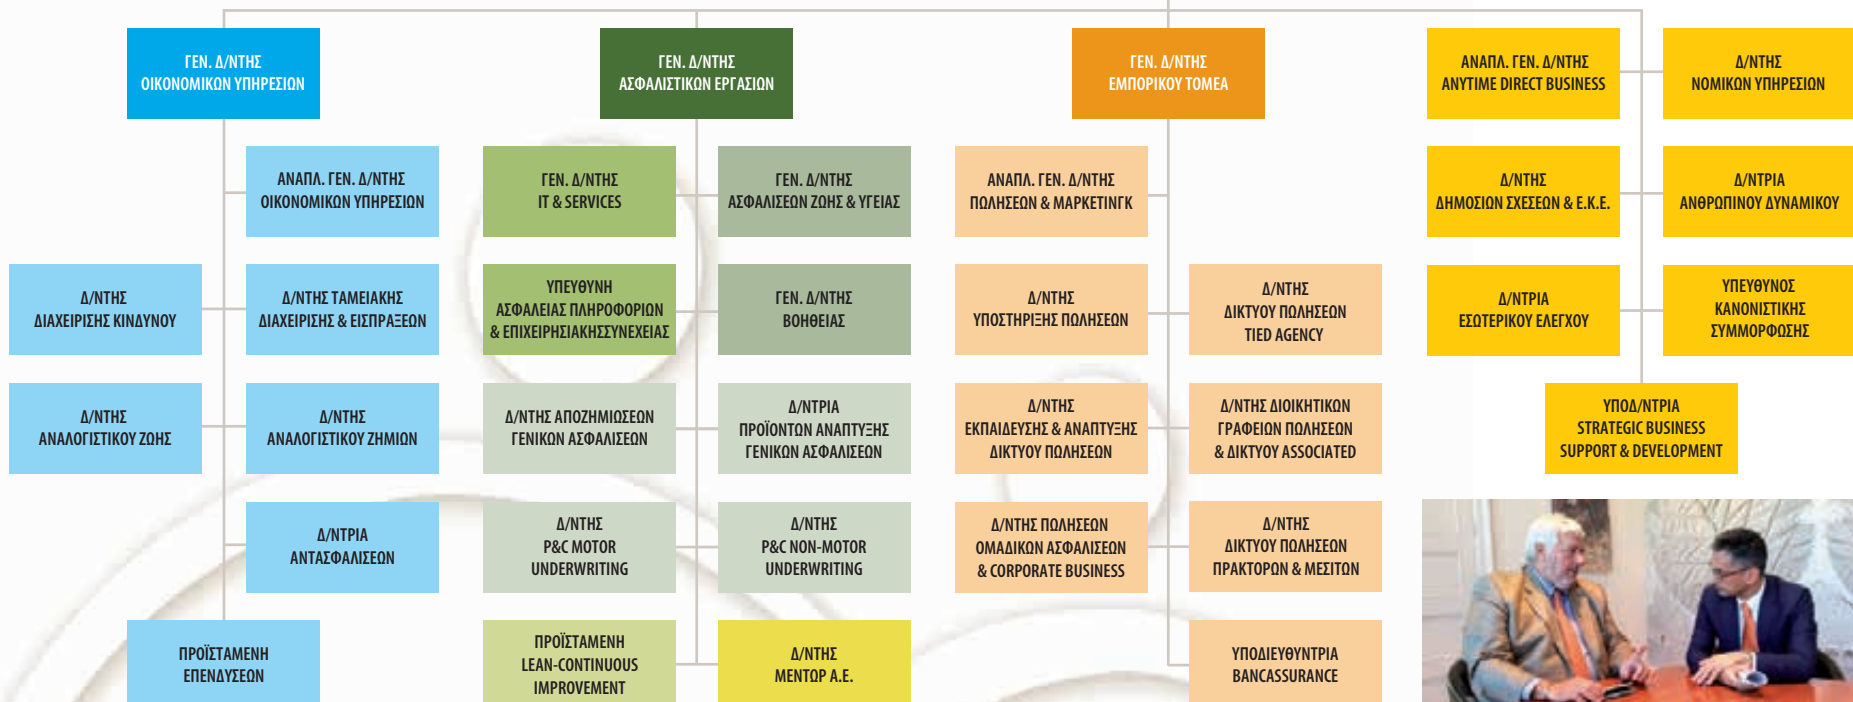 ΓΕΝ. Δ/ΝΤΗΣ
ΟΙΚΟΝΟΜΙΚΩΝ ΥΠΗΡΕΣΙΩΝ
ΑΝΑΠΛ. ΓΕΝ. Δ/ΝΤΗΣ
ΟΙΚΟΝΟΜΙΚΩΝ ΥΠΗΡΕΣΙΩΝ
Δ/ΝΤΗΣ
ΔΙΑΧΕΙΡΙΣΗΣ ΚΙΝΔΥΝΟΥ
Δ/ΝΤΗΣ ΤΑΜΕΙΑΚΗΣ
ΔΙΑΧΕΙΡΙΣΗΣ & ΕΙΣΠΡΑΞΕΩΝ
Δ/ΝΤΗΣ
ΑΝΑΛΟΓΙΣΤΙΚΟΥ ΖΩΗΣ
Δ/ΝΤΗΣ
ΑΝΑΛΟΓΙΣΤΙΚΟΥ ΖΗΜΙΩΝ
Δ/ΝΤΡΙΑ
ΑΝΤΑΣΦΑΛΙΣΕΩΝ
ΠΡΟΪΣΤΑΜΕΝΗ
ΕΠΕΝΔΥΣΕΩΝ
ΓΕΝ. Δ/ΝΤΗΣ
ΑΣΦΑΛΙΣΤΙΚΩΝ ΕΡΓΑΣΙΩΝ
ΓΕΝ. Δ/ΝΤΗΣ
IT & SERVICES
ΓΕΝ. Δ/ΝΤΗΣ
ΑΣΦΑΛΙΣΕΩΝ ΖΩΗΣ & ΥΓΕΙΑΣ
ΥΠΕΥΘΥΝΗ
ΑΣΦΑΛΕΙΑΣ ΠΛΗΡΟΦΟΡΙΩΝ
& ΕΠΙΧΕΙΡΗΣΙΑΚΗΣΣΥΝΕΧΕΙΑΣ
ΓΕΝ. Δ/ΝΤΗΣ
ΒΟΗΘΕΙΑΣ
Δ/ΝΤΗΣ ΑΠΟΖΗΜΙΩΣΕΩΝ
ΓΕΝΙΚΩΝ ΑΣΦΑΛΙΣΕΩΝ
Δ/ΝΤΡΙΑ
ΠΡΟΪΟΝΤΩΝ ΑΝΑΠΤΥΞΗΣ
ΓΕΝΙΚΩΝ ΑΣΦΑΛΙΣΕΩΝ
Δ/ΝΤΗΣ
P&C MOTOR
UNDERWRITING
Δ/ΝΤΗΣ
P&C NON-MOTOR
UNDERWRITING
ΠΡΟΪΣΤΑΜΕΝΗ
LEAN-CONTINUOUS
IMPROVEMENT
Δ/ΝΤΗΣ
ΜΕΝΤΩΡ Α.Ε.
ΓΕΝ. Δ/ΝΤΗΣ
ΕΜΠΟΡΙΚΟΥ ΤΟΜΕΑ
ΑΝΑΠΛ. ΓΕΝ. Δ/ΝΤΗΣ
ΠΩΛΗΣΕΩΝ & ΜΑΡΚΕΤΙΝΓΚ
Δ/ΝΤΗΣ
ΥΠΟΣΤΗΡΙΞΗΣ ΠΩΛΗΣΕΩΝ
Δ/ΝΤΗΣ
ΔΙΚΤΥΟΥ ΠΩΛΗΣΕΩΝ
TIED AGENCY
Δ/ΝΤΗΣ
ΕΚΠΑΙΔΕΥΣΗΣ & ΑΝΑΠΤΥΞΗΣ
ΔΙΚΤΥΟΥ ΠΩΛΗΣΕΩΝ
Δ/ΝΤΗΣ ΔΙΟΙΚΗΤΙΚΩΝ
ΓΡΑΦΕΙΩΝ ΠΩΛΗΣΕΩΝ
& ΔΙΚΤΥΟΥ ASSOCIATED
Δ/ΝΤΗΣ ΠΩΛΗΣΕΩΝ
ΟΜΑΔΙΚΩΝ ΑΣΦΑΛΙΣΕΩΝ
& CORPORATE BUSINESS
Δ/ΝΤΗΣ
ΔΙΚΤΥΟΥ ΠΩΛΗΣΕΩΝ
ΠΡΑΚΤΟΡΩΝ & ΜΕΣΙΤΩΝ
ΥΠΟΔΙΕΥΘΥΝΤΡΙΑ
BANCASSURANCE
ΑΝΑΠΛ. ΓΕΝ. Δ/ΝΤΗΣ
ANYTIME DIRECT BUSINESS
Δ/ΝΤΗΣ
ΝΟΜΙΚΩΝ ΥΠΗΡΕΣΙΩΝ
Δ/ΝΤΗΣ
ΔΗΜΟΣΙΩΝ ΣΧΕΣΕΩΝ & Ε.Κ.Ε.
Δ/ΝΤΡΙΑ
ΑΝΘΡΩΠΙΝΟΥ ΔΥΝΑΜΙΚΟΥ
Δ/ΝΤΡΙΑ
ΕΣΩΤΕΡΙΚΟΥ ΕΛΕΓΧΟΥ
ΥΠΕΥΘΥΝΟΣ
ΚΑΝΟΝΙΣΤΙΚΗΣ
ΣΥΜΜΟΡΦΩΣΗΣ
ΥΠΟΔ/ΝΤΡΙΑ
STRATEGIC BUSINESS
SUPPORT & DEVELOPMENT